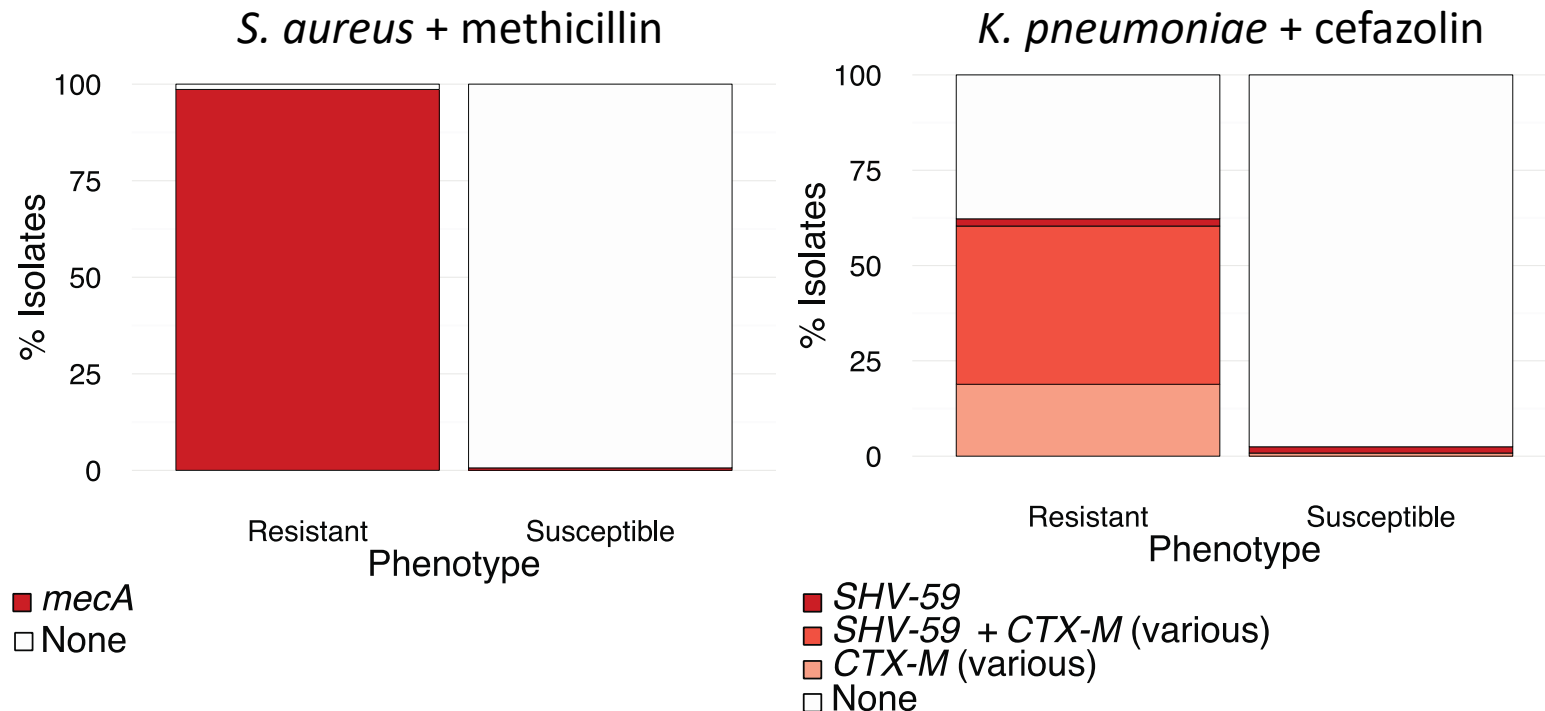 S. aureus + methicillin
% Isolates
100
75
50
25
0
Resistant
Susceptible
Phenotype
mecA
None
K. pneumoniae + cefazolin
% Isolates
100
75
50
25
0
Resistant
Susceptible
Phenotype
SHV-59
SHV-59 + CTX-M (various)
CTX-M (various)
None